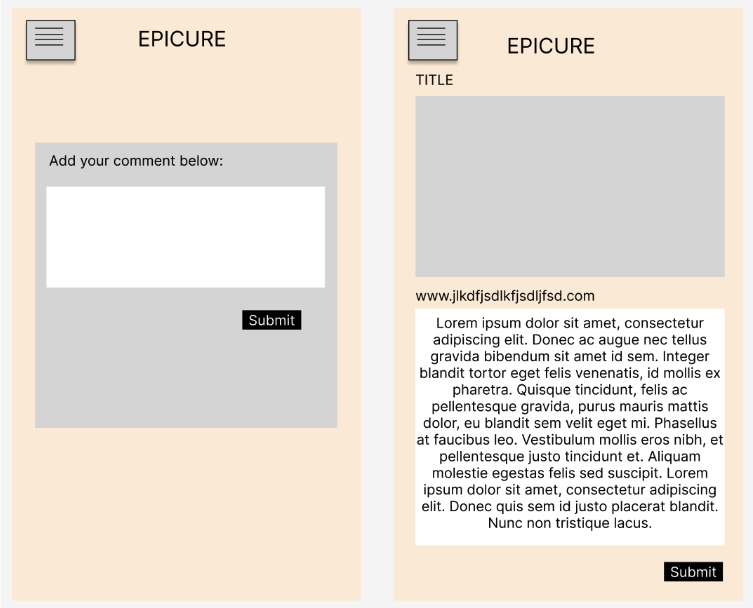 EPICURE
Add your comment below:
Submit
EPICURE
TITLE
www.jlkdfjsdlkfjsdljfsd.com
Lorem ipsum dolor sit amet, consectetur
adipiscing elit. Donec ac augue nec tellus
gravida bibendum sit amet id sem. Integer
blandit tortor eget felis venenatis, id mollis ex
pharetra. Quisque tincidunt, felis ac
pellentesque gravida, purus mauris mattis
dolor, eu blandit sem velit eget mi. Phasellus
at faucibus leo. Vestibulum mollis eros nibh, et
pellentesque justo tincidunt et. Aliquam
molestie egestas felis sed suscipit. Lorem
ipsum dolor sit amet, consectetur adipiscing
elit. Donec quis sem id justo placerat blandit.
Nunc non tristique lacus.
Submit